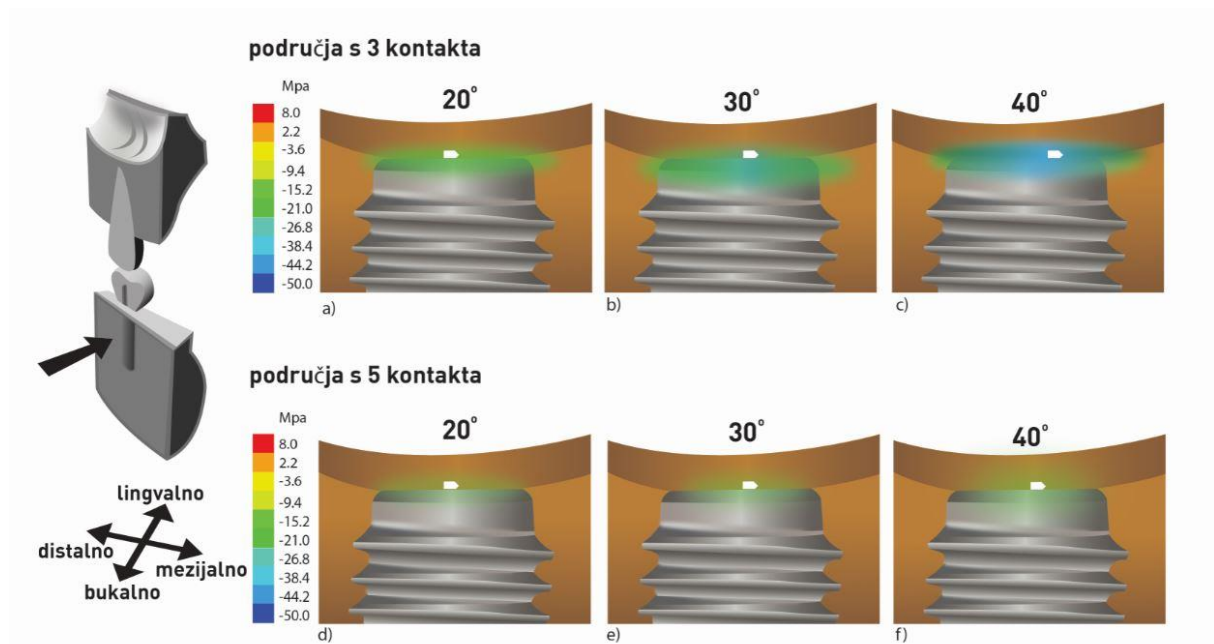 područja s 3 kontakta
Mpa
8.0
2.2
-3.6
-9.4
-15.2
-21.0
-26.8
-38.4
-44.2
-50.0
20°
30°
40°
a)
b)
c)
područja s 5 kontakta
Mpa
8.0
2.2
-3.6
-9.4
-15.2
-21.0
-26.8
-38.4
-44.2
-50.0
20°
30°
40°
d)
e)
f)
lingvalno
distalno
mezijalno
bukalno